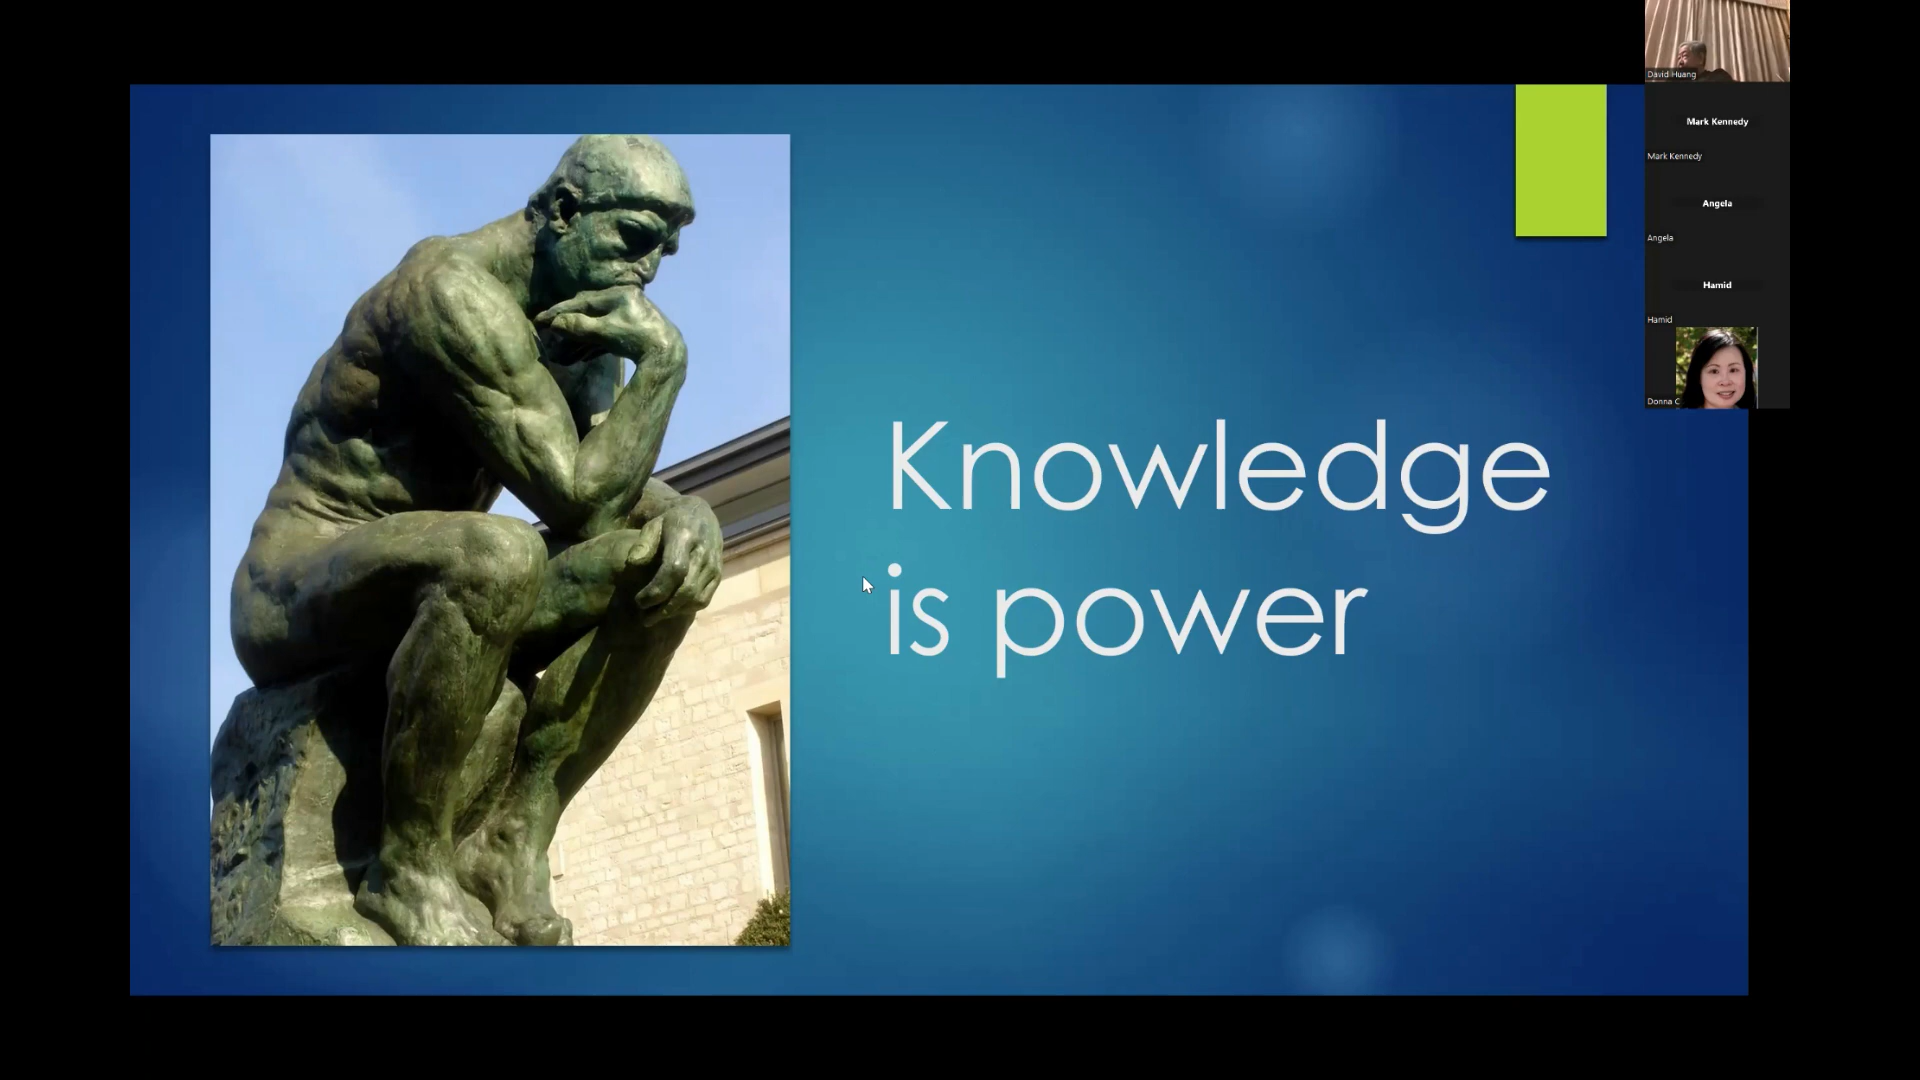 David Huang
Mark Kennedy
Mark Kennedy
Angela
Angela
Hamid
Hamid
Donna C
Knowledge
is power